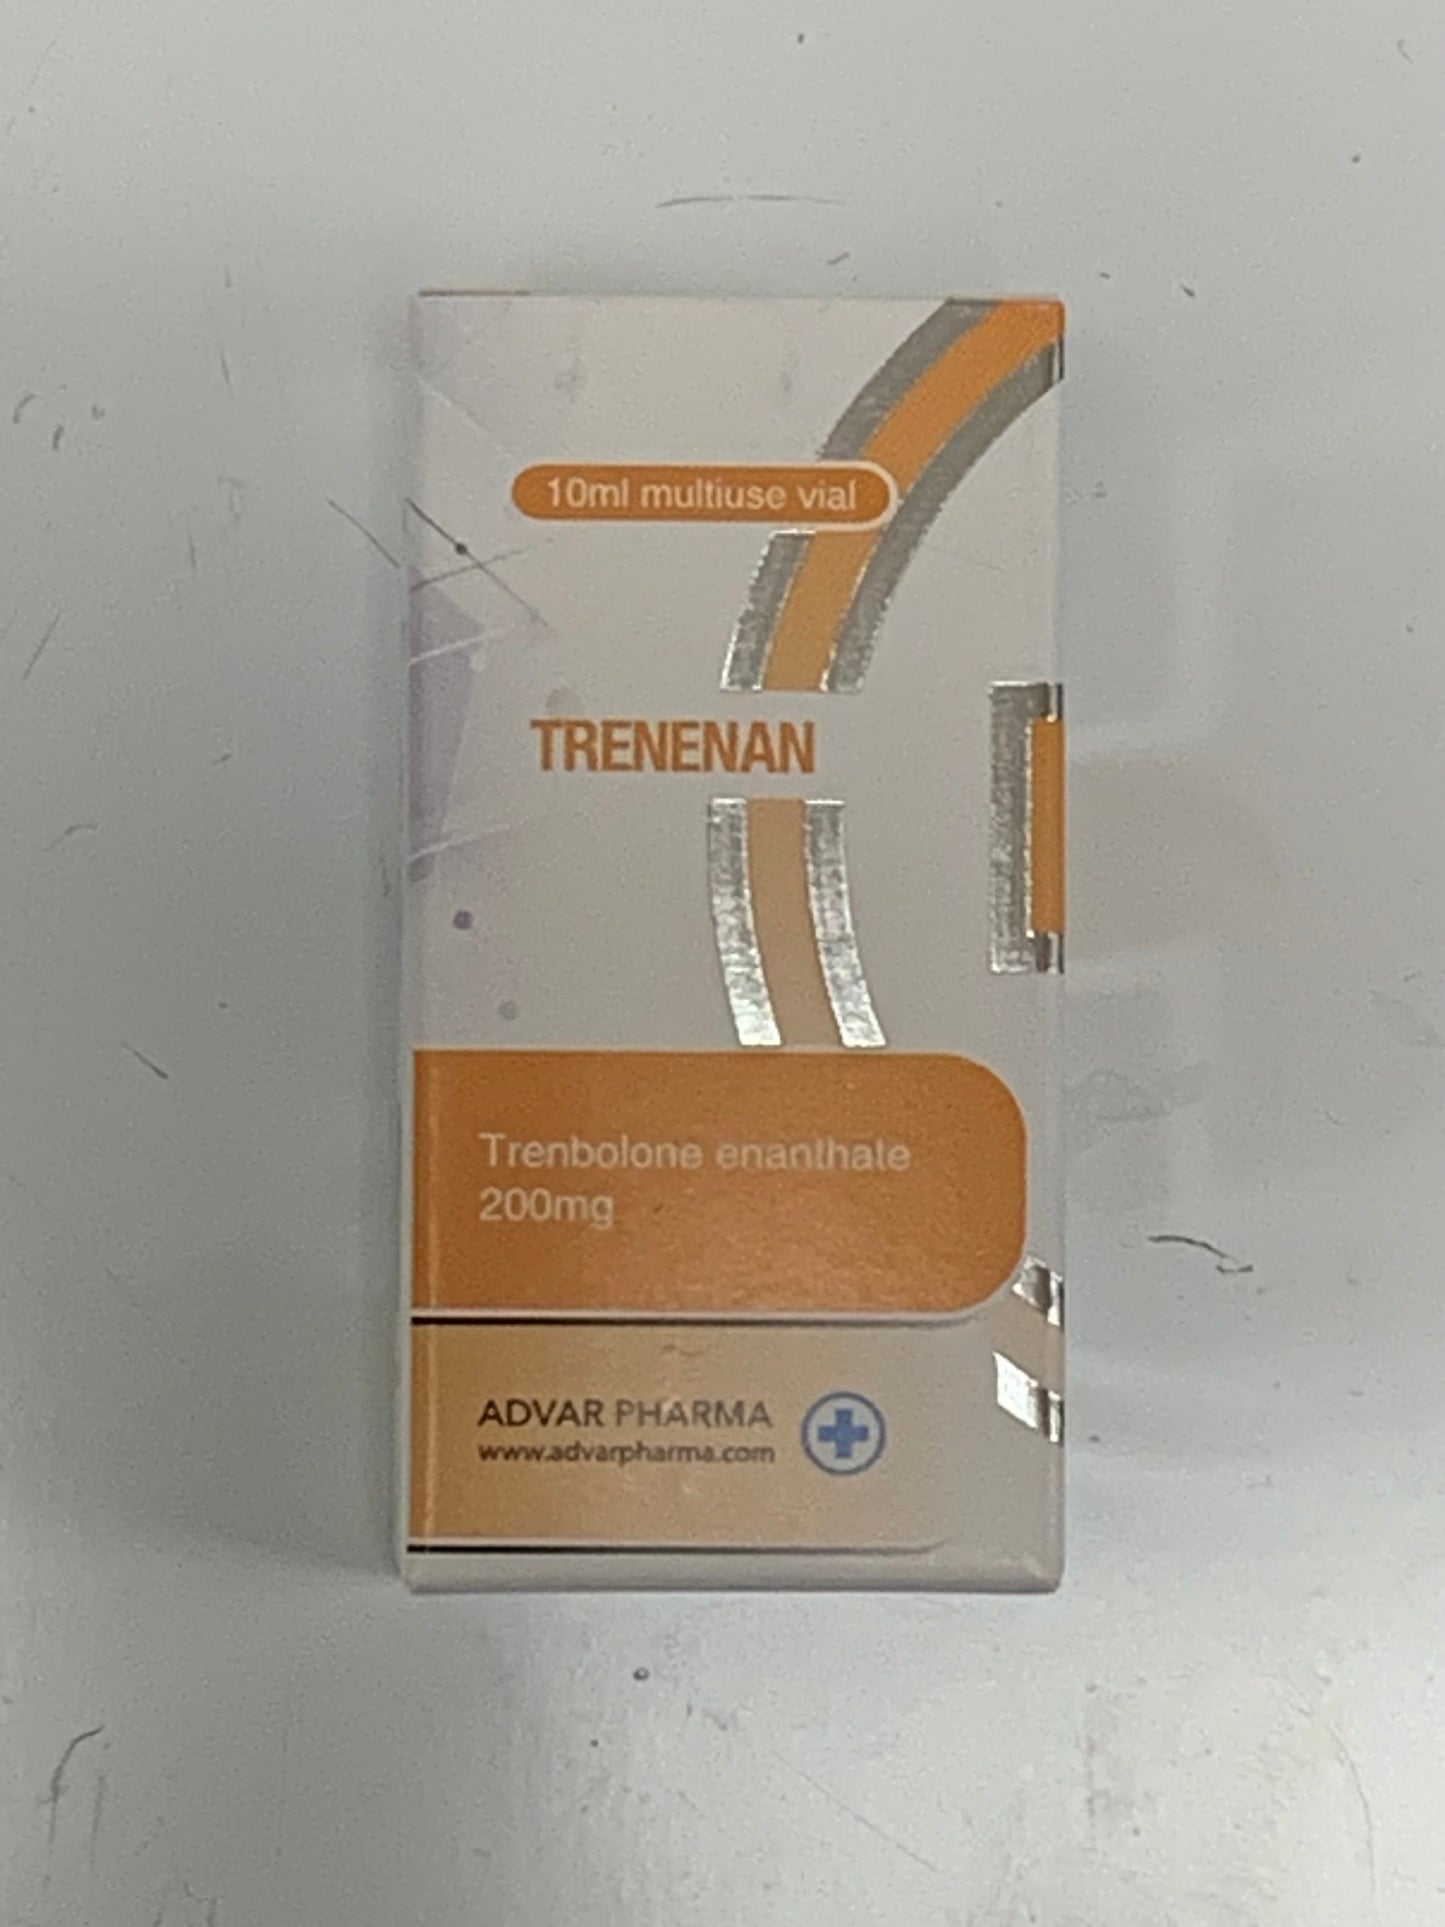 10ml multiuse vial
TRENENAN
Trenbolone enanthate
200mg
ADVAR PHARMA
www.advarpharma.com